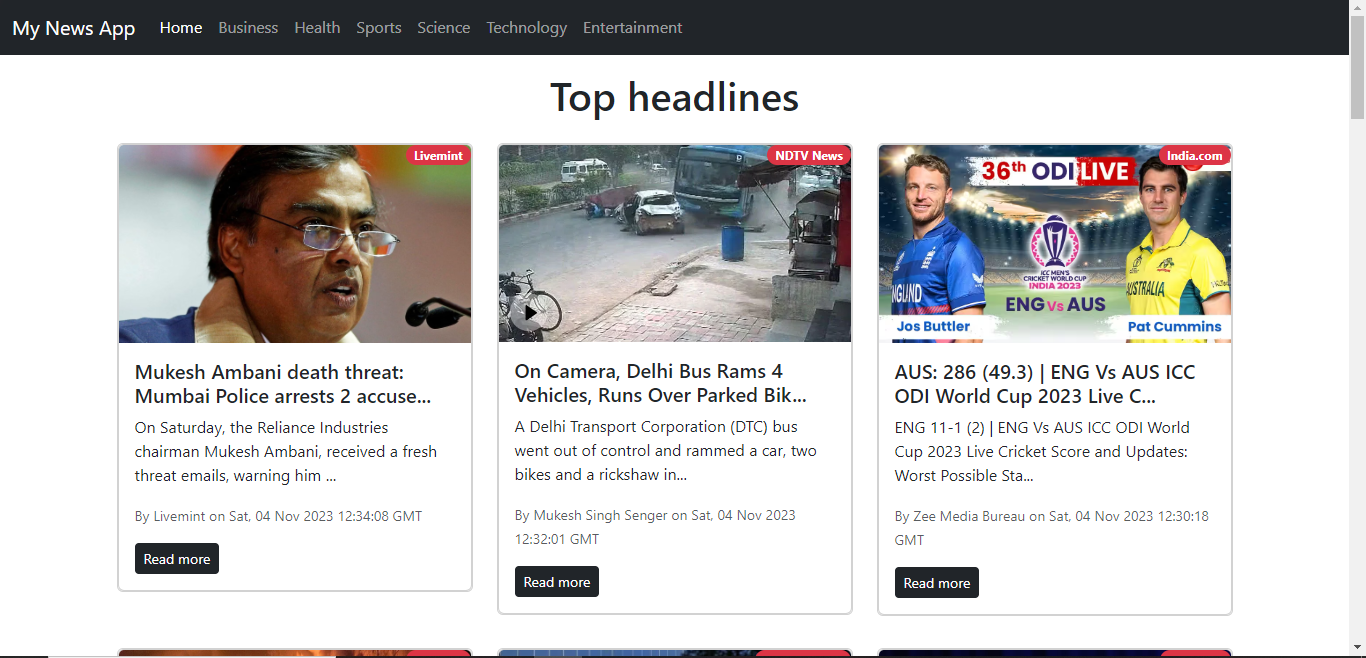 My News App Home Business Health Sports Science Technology Entertainment
Top headlines
Livemint
Mukesh Ambani death threat:
Mumbai Police arrests 2 accuse...
On Saturday, the Reliance Industries
chairman Mukesh Ambani, received a fresh
threat emails, warning him ...
By Livemint on Sat, 04 Nov 2023 12:34:08 GMT
Read more
NDTV News
On Camera, Delhi Bus Rams 4
Vehicles, Runs Over Parked Bik...
A Delhi Transport Corporation (DTC) bus
went out of control and rammed a car, two
bikes and a rickshaw in...
By Mukesh Singh Senger on Sat, 04 Nov 2023
12:32:01 GMT
Read more
India.com
36th ODI LIVE
ICC MEN'S
CRICKET WORLD CUP
INDIA 2023
ENG Vs AUS
ENGLAND
AUSTRALIA
Jos Buttler
Pat Cummins
AUS: 286 (49.3) | ENG Vs AUS ICC
ODI World Cup 2023 Live C...
ENG 11-1 (2) | ENG Vs AUS ICC ODI World
Cup 2023 Live Cricket Score and Updates:
Worst Possible Sta...
By Zee Media Bureau on Sat, 04 Nov 2023 12:30:18
GMT
Read more